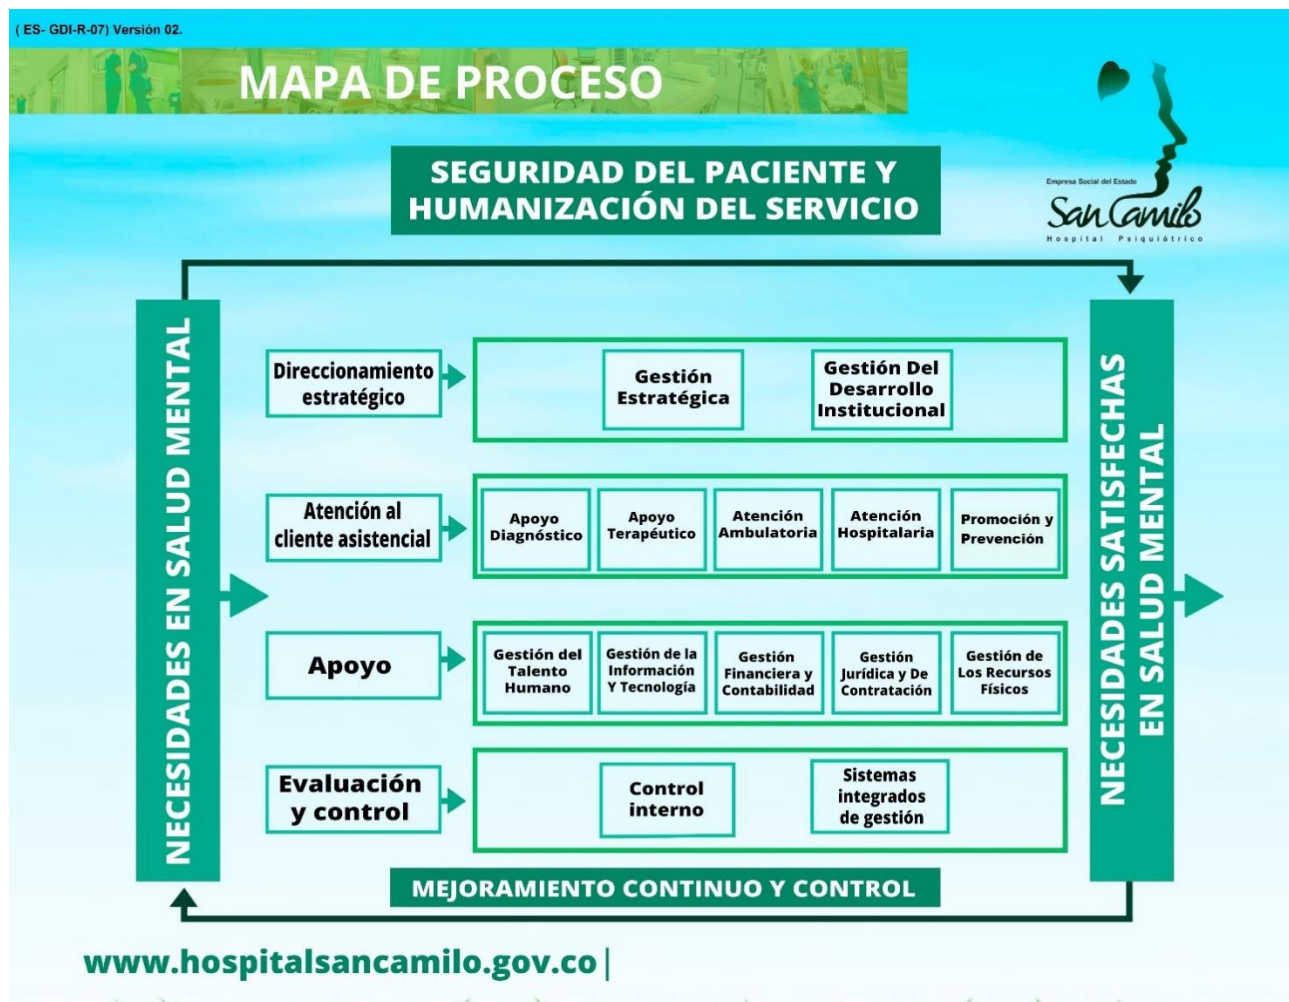 ( ES- GDI-R-07) Versión 02.
MAPA DE PROCESO
SEGURIDAD DEL PACIENTE Y
HUMANIZACIÓN DEL SERVICIO
Empresa Social del Estado
San Camilo
Hospital Psiquiátrico
NECESIDADES EN SALUD MENTAL
Direccionamiento
estratégico
Gestión
Estratégica
Gestión Del
Desarrollo
Institucional
Atención al
cliente asistencial
Apoyo
Diagnóstico
Apoyo
Terapéutico
Atención
Ambulatoria
Atención
Hospitalaria
Promoción y
Prevención
Apoyo
Gestión del
Talento
Humano
Gestión de la
Información
Y Tecnología
Gestión
Financiera y
Contabilidad
Gestión
Jurídica y De
Contratación
Gestión de
Los Recursos
Físicos
Evaluación
y control
Control
interno
Sistemas
integrados
de gestión
NECESIDADES SATISFECHAS
EN SALUD MENTAL
MEJORAMIENTO CONTINUO Y CONTROL
www.hospitalsancamilo.gov.co|